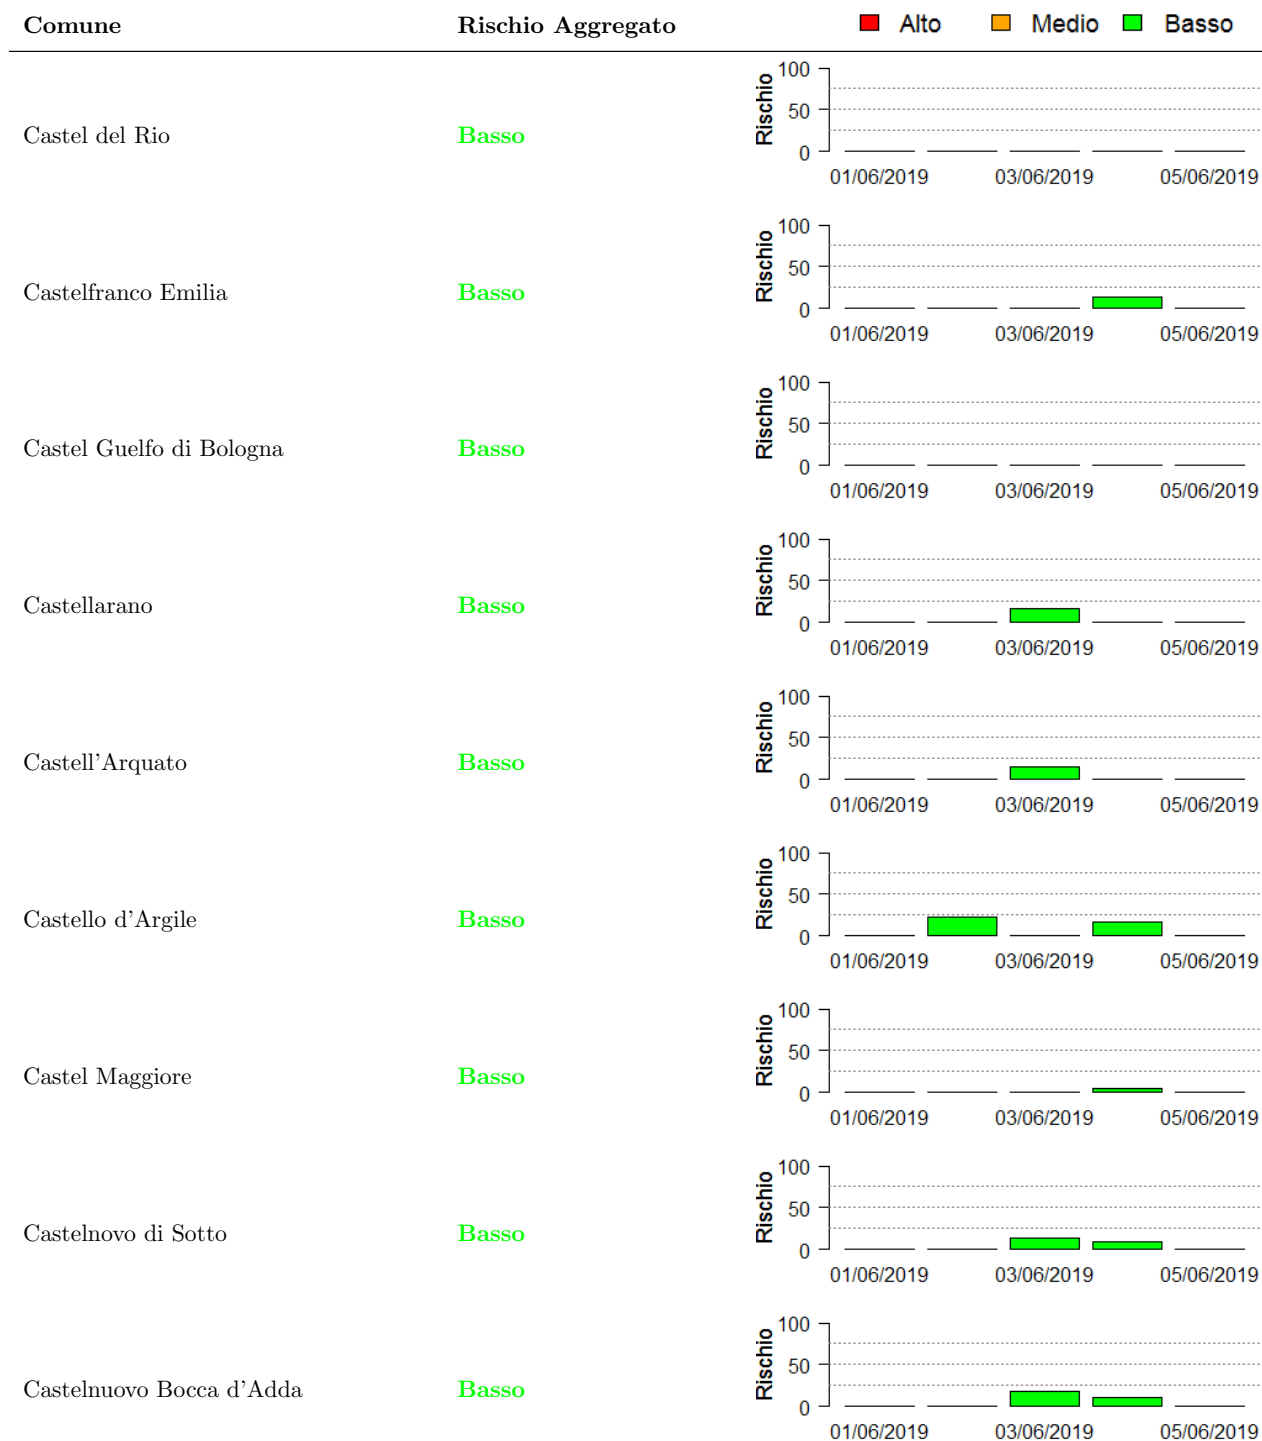 Comune Rischio Aggregato Alto Medio Basso
100
50
0
Rischio
Castel del Rio Basso
01/06/2019 03/06/2019 05/06/2019
100
50
0
Rischio
Castelfranco Emilia Basso
01/06/2019 03/06/2019 05/06/2019
100
50
0
Rischio
Castel Guelfo di Bologna Basso
01/06/2019 03/06/2019 05/06/2019
100
50
0
Rischio
Castellarano Basso
01/06/2019 03/06/2019 05/06/2019
100
50
0
Rischio
Castell'Arquato Basso
01/06/2019 03/06/2019 05/06/2019
100
50
0
Rischio
Castello d'Argile Basso
01/06/2019 03/06/2019 05/06/2019
100
50
0
Rischio
Castel Maggiore Basso
01/06/2019 03/06/2019 05/06/2019
100
50
0
Rischio
Castelnovo di Sotto Basso
01/06/2019 03/06/2019 05/06/2019
100
50
0
Rischio
Castelnuovo Bocca d'Adda Basso
01/06/2019 03/06/2019 05/06/2019